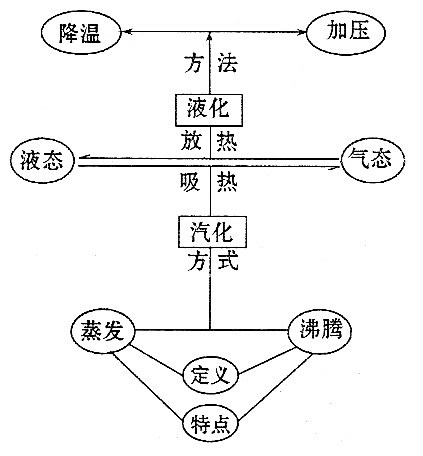 降温 加压
方法
液化
放热
液态 气态
吸热
汽化
方式
蒸发 沸腾
定义
特点